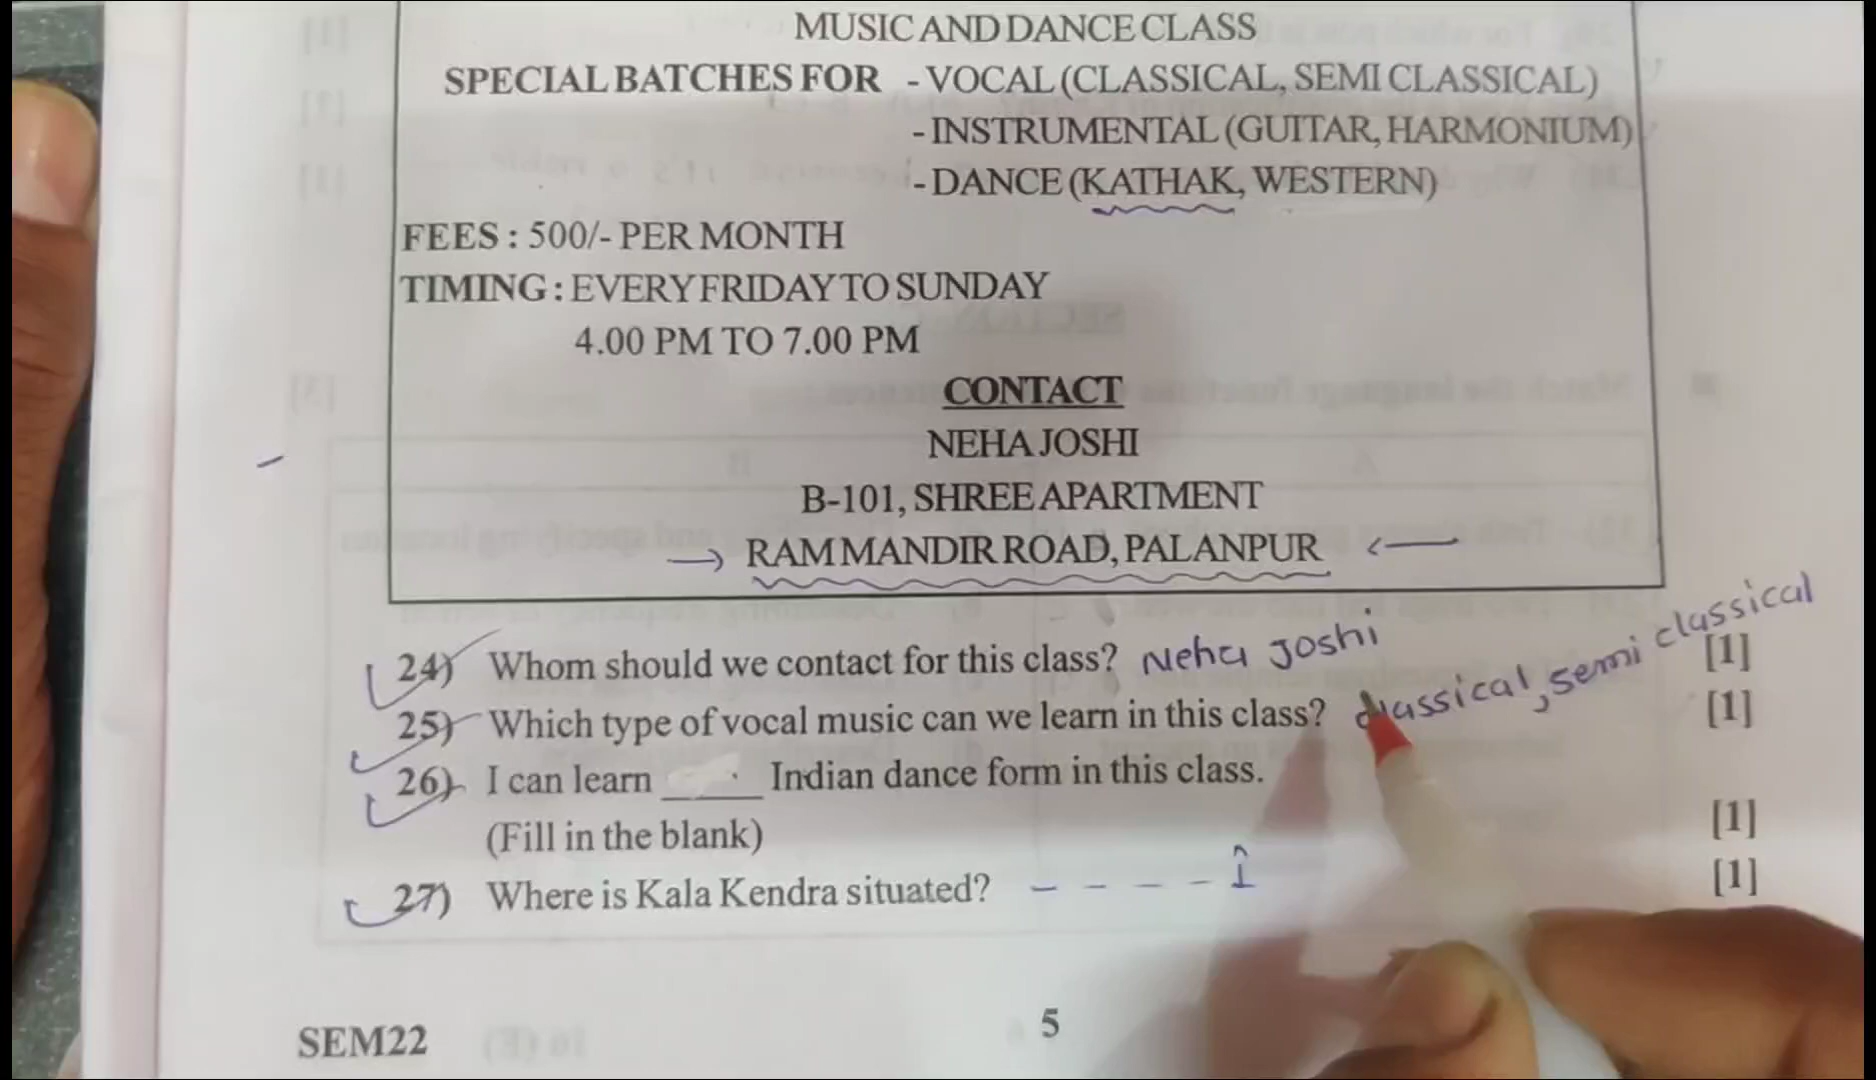 MUSIC AND DANCE CLASS
SPECIAL BATCHES FOR - VOCAL (CLASSICAL, SEMI CLASSICAL)
- INSTRUMENTAL (GUITAR, HARMONIUM)
- DANCE (KATHAK, WESTERN)
FEES : 500/- PER MONTH
TIMING : EVERY FRIDAY TO SUNDAY
4.00 PM TO 7.00 PM
CONTACT
NEHA JOSHI
B-101, SHREE APARTMENT
RAM MANDIR ROAD, PALANPUR
24) Whom should we contact for this class? Neha Joshi [1]
25) Which type of vocal music can we learn in this class? classical, semi classical [1]
26) I can learn ______ Indian dance form in this class.
(Fill in the blank) [1]
27) Where is Kala Kendra situated? [1]
SEM22 5